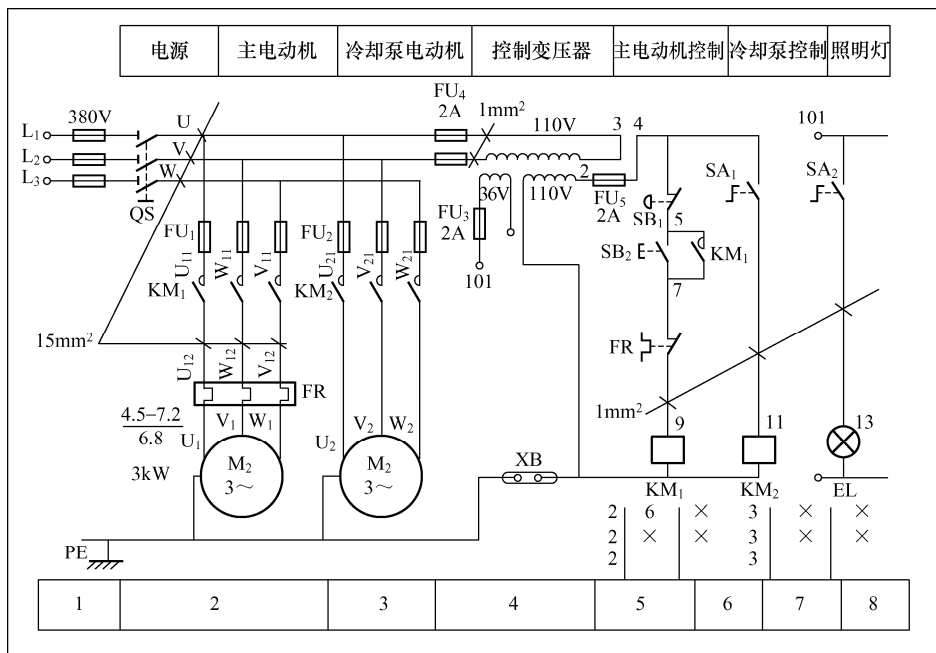 电源 主电动机 冷却泵电动机 控制变压器 主电动机控制 冷却泵控制 照明灯
FU₄
2A
1mm²
380V
L₁
L₂
L₃
U
V
W
QS
110V
3 4
101
36V
110V
2
FU₅
2A
FU₃
2A
101
SB₁
5
SA₁
SA₂
FU₁
FU₂
U₁₁
W₁₁
V₁₁
U₂₁
V₂₁
W₂₁
SB₂
KM₁
KM₁
KM₂
7
15mm²
U₁₂
W₁₂
V₁₂
FR
FR
1mm²
4.5-7.2
6.8
3kW
U₁
V₁
W₁
U₂
V₂
W₂
M₂
3～
M₂
3～
9
11
13
XB
KM₁
KM₂
EL
PE
2 6 × 3 × ×
2 × × 3 × ×
2 3
1 2 3 4 5 6 7 8